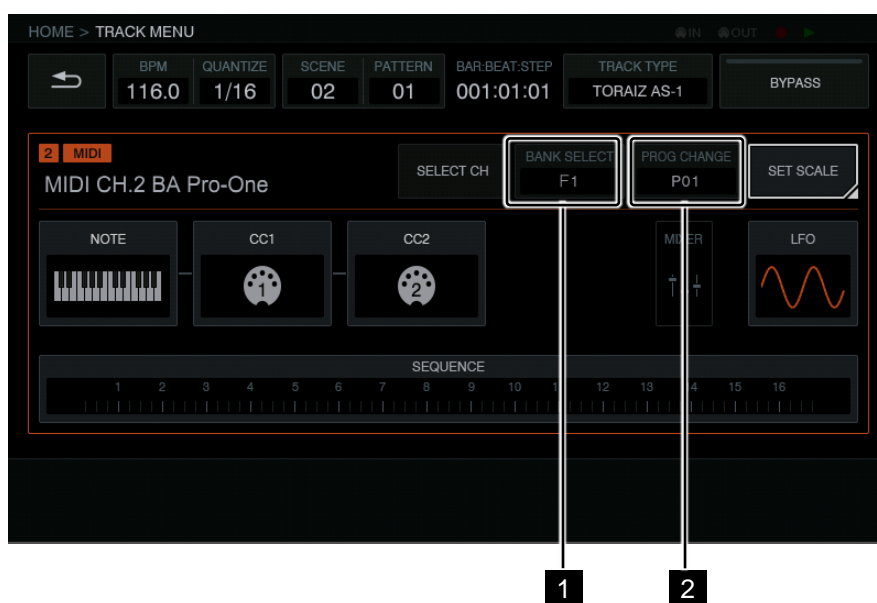 HOME > TRACK MENU
IN OUT
BPM QUANTIZE SCENE PATTERN BAR:BEAT:STEP TRACK TYPE
116.0 1/16 02 01 001:01:01 TORAIZ AS-1 BYPASS
2 MIDI
MIDI CH.2 BA Pro-One
SELECT CH
BANK SELECT
F1
PROG CHANGE
P01
SET SCALE
NOTE CC1 CC2 MIXER LFO
1 2
SEQUENCE
1 2 3 4 5 6 7 8 9 10 11 12 13 14 15 16
1 2